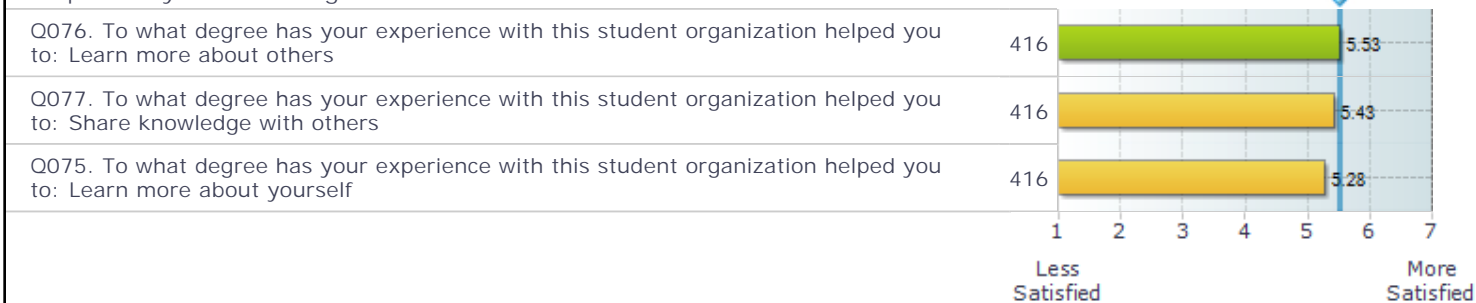 Q076. To what degree has your experience with this student organization helped you
to: Learn more about others
416
5.53
Q077. To what degree has your experience with this student organization helped you
to: Share knowledge with others
416
5.43
Q075. To what degree has your experience with this student organization helped you
to: Learn more about yourself
416
5.28
1 2 3 4 5 6 7
Less
Satisfied
More
Satisfied